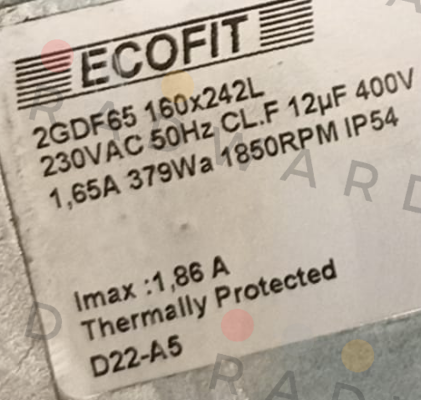 ECOFIT
2GDF65 160x242L
230VAC 50Hz CL.F 12µF 400V
1,65A 379Wa 1850RPM IP54
Imax :1,86 A
Thermally Protected
D22-A5